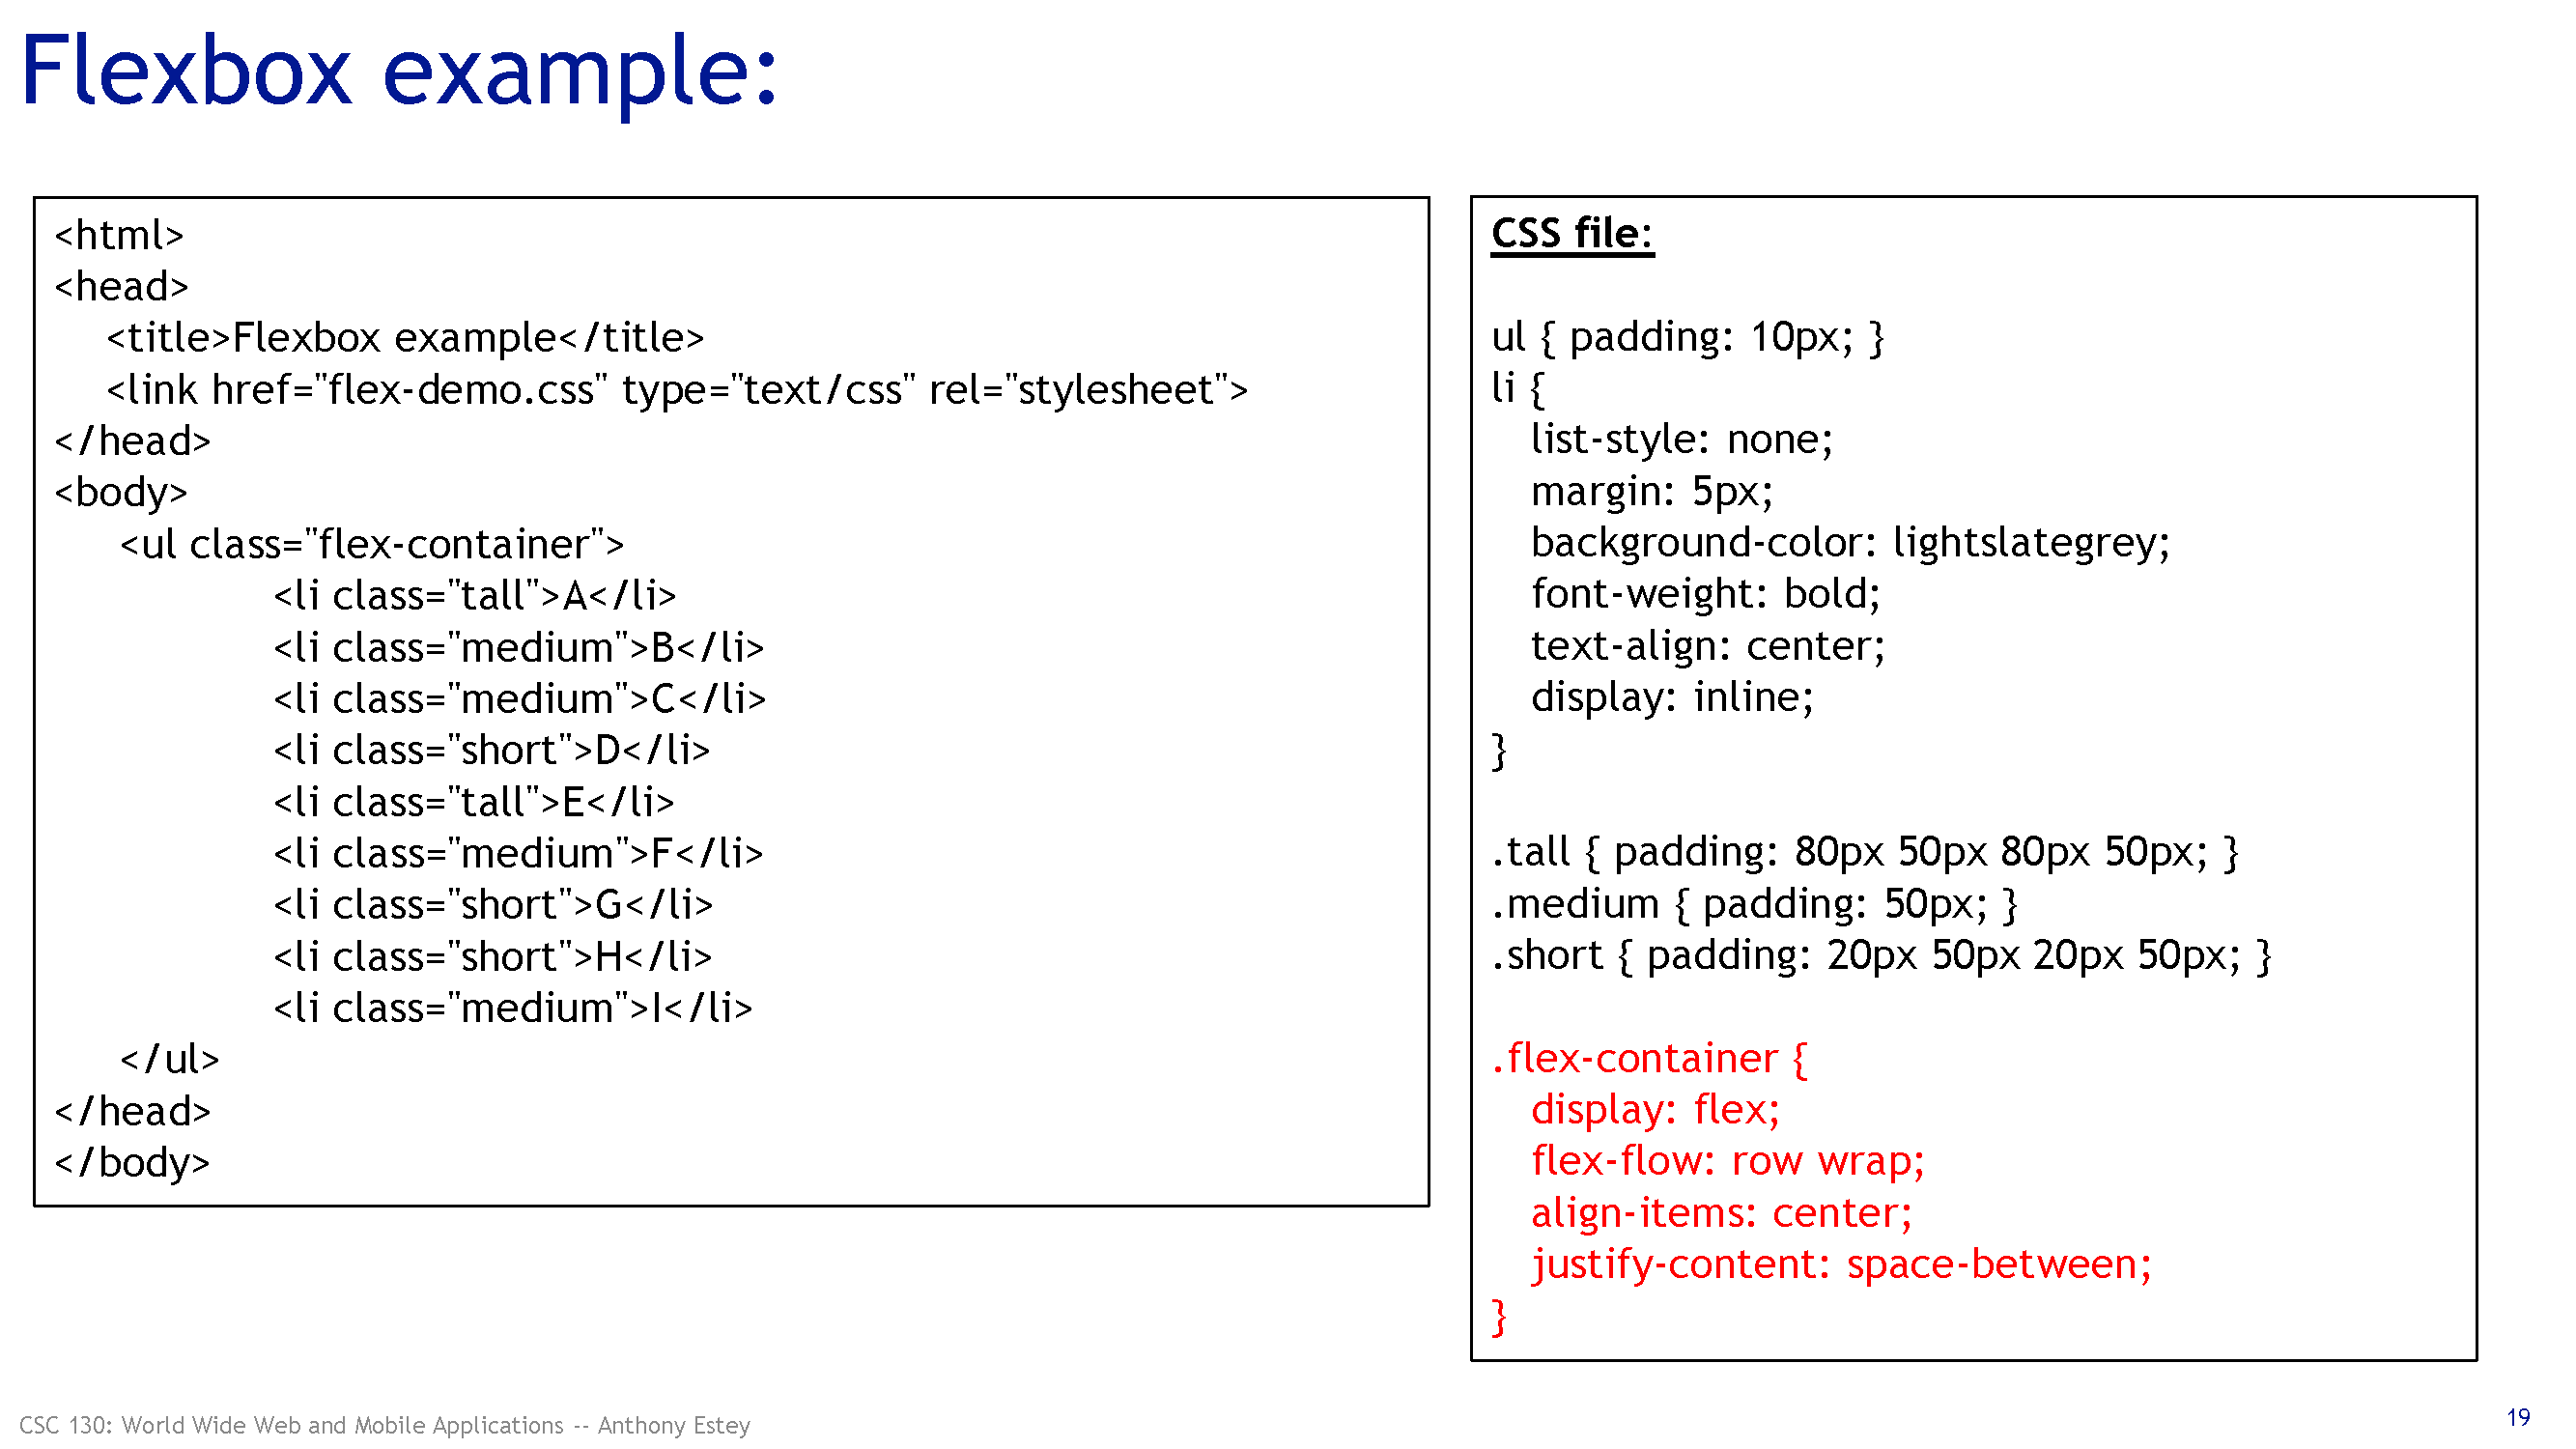 Flexbox example:
<html>
<head>
<title>Flexbox example</title>
<link href="flex-demo.css" type="text/css" rel="stylesheet">
</head>
<body>
<ul class="flex-container">
<li class="tall">A</li>
<li class="medium">B</li>
<li class="medium">C</li>
<li class="short">D</li>
<li class="tall">E</li>
<li class="medium">F</li>
<li class="short">G</li>
<li class="short">H</li>
<li class="medium">I</li>
</ul>
</head>
</body>
CSS file:
ul { padding: 10px; }
li {
list-style: none;
margin: 5px;
background-color: lightslategrey;
font-weight: bold;
text-align: center;
display: inline;
}
.tall { padding: 80px 50px 80px 50px; }
.medium { padding: 50px; }
.short { padding: 20px 50px 20px 50px; }
.flex-container {
display: flex;
flex-flow: row wrap;
align-items: center;
justify-content: space-between;
}
CSC 130: World Wide Web and Mobile Applications -- Anthony Estey
19